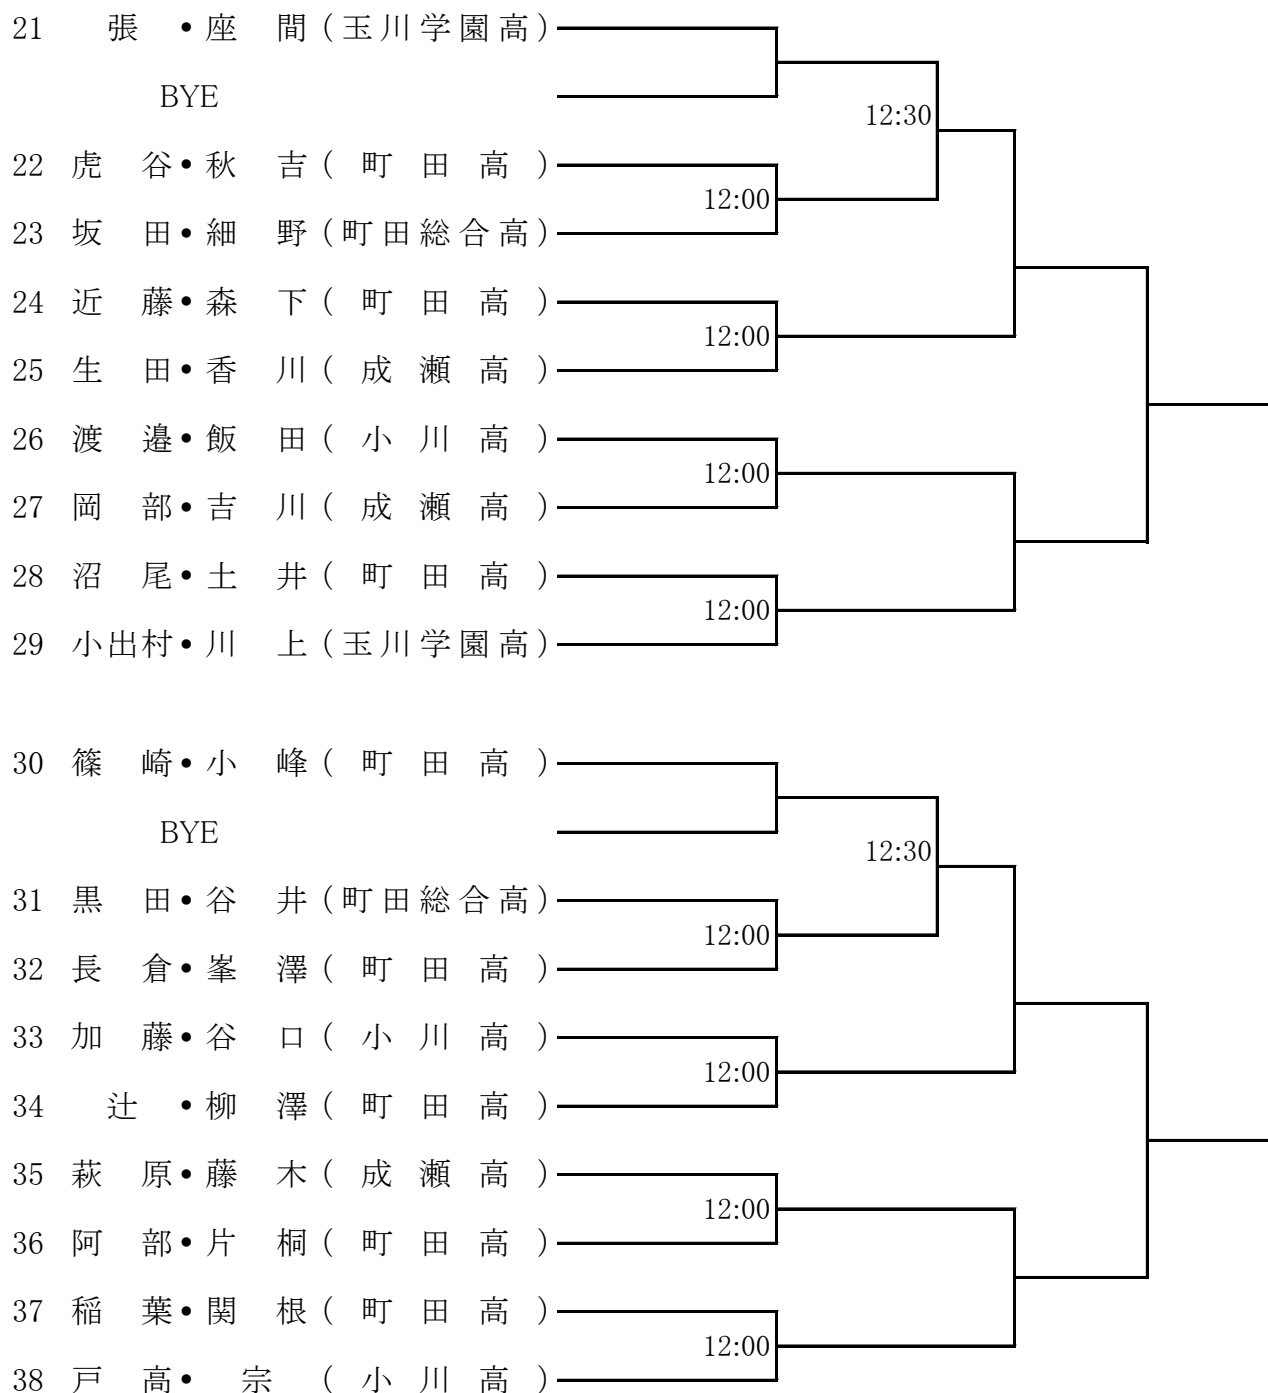 21 張 • 座 間 ( 玉 川 学 園 高 )
BYE
12:30
22 虎 谷 • 秋 吉 ( 町 田 高 )
12:00
23 坂 田 • 細 野 ( 町 田 総 合 高 )
24 近 藤 • 森 下 ( 町 田 高 )
12:00
25 生 田 • 香 川 ( 成 瀬 高 )
26 渡 邉 • 飯 田 ( 小 川 高 )
12:00
27 岡 部 • 吉 川 ( 成 瀬 高 )
28 沼 尾 • 土 井 ( 町 田 高 )
12:00
29 小出村 • 川 上 ( 玉 川 学 園 高 )
30 篠 崎 • 小 峰 ( 町 田 高 )
BYE
12:30
31 黒 田 • 谷 井 ( 町 田 総 合 高 )
12:00
32 長 倉 • 峯 澤 ( 町 田 高 )
33 加 藤 • 谷 口 ( 小 川 高 )
12:00
34 辻 • 柳 澤 ( 町 田 高 )
35 萩 原 • 藤 木 ( 成 瀬 高 )
12:00
36 阿 部 • 片 桐 ( 町 田 高 )
37 稲 葉 • 関 根 ( 町 田 高 )
12:00
38 戸 高 • 宗 ( 小 川 高 )